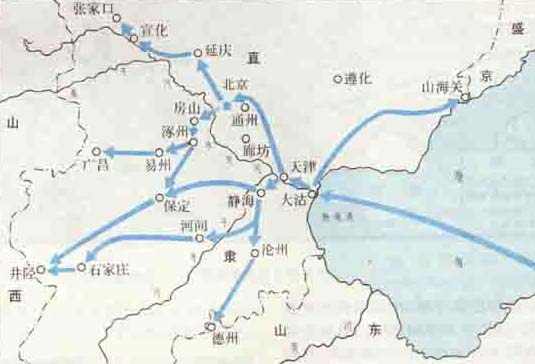 张家口
宣化
延庆
直
盛
京
北京
遵化
山海关
通州
房山
涿州
廊坊
山
广昌
易州
天津
大沽
静海
保定
河间
沧州
隶
井陉
石家庄
西
德州
山
东